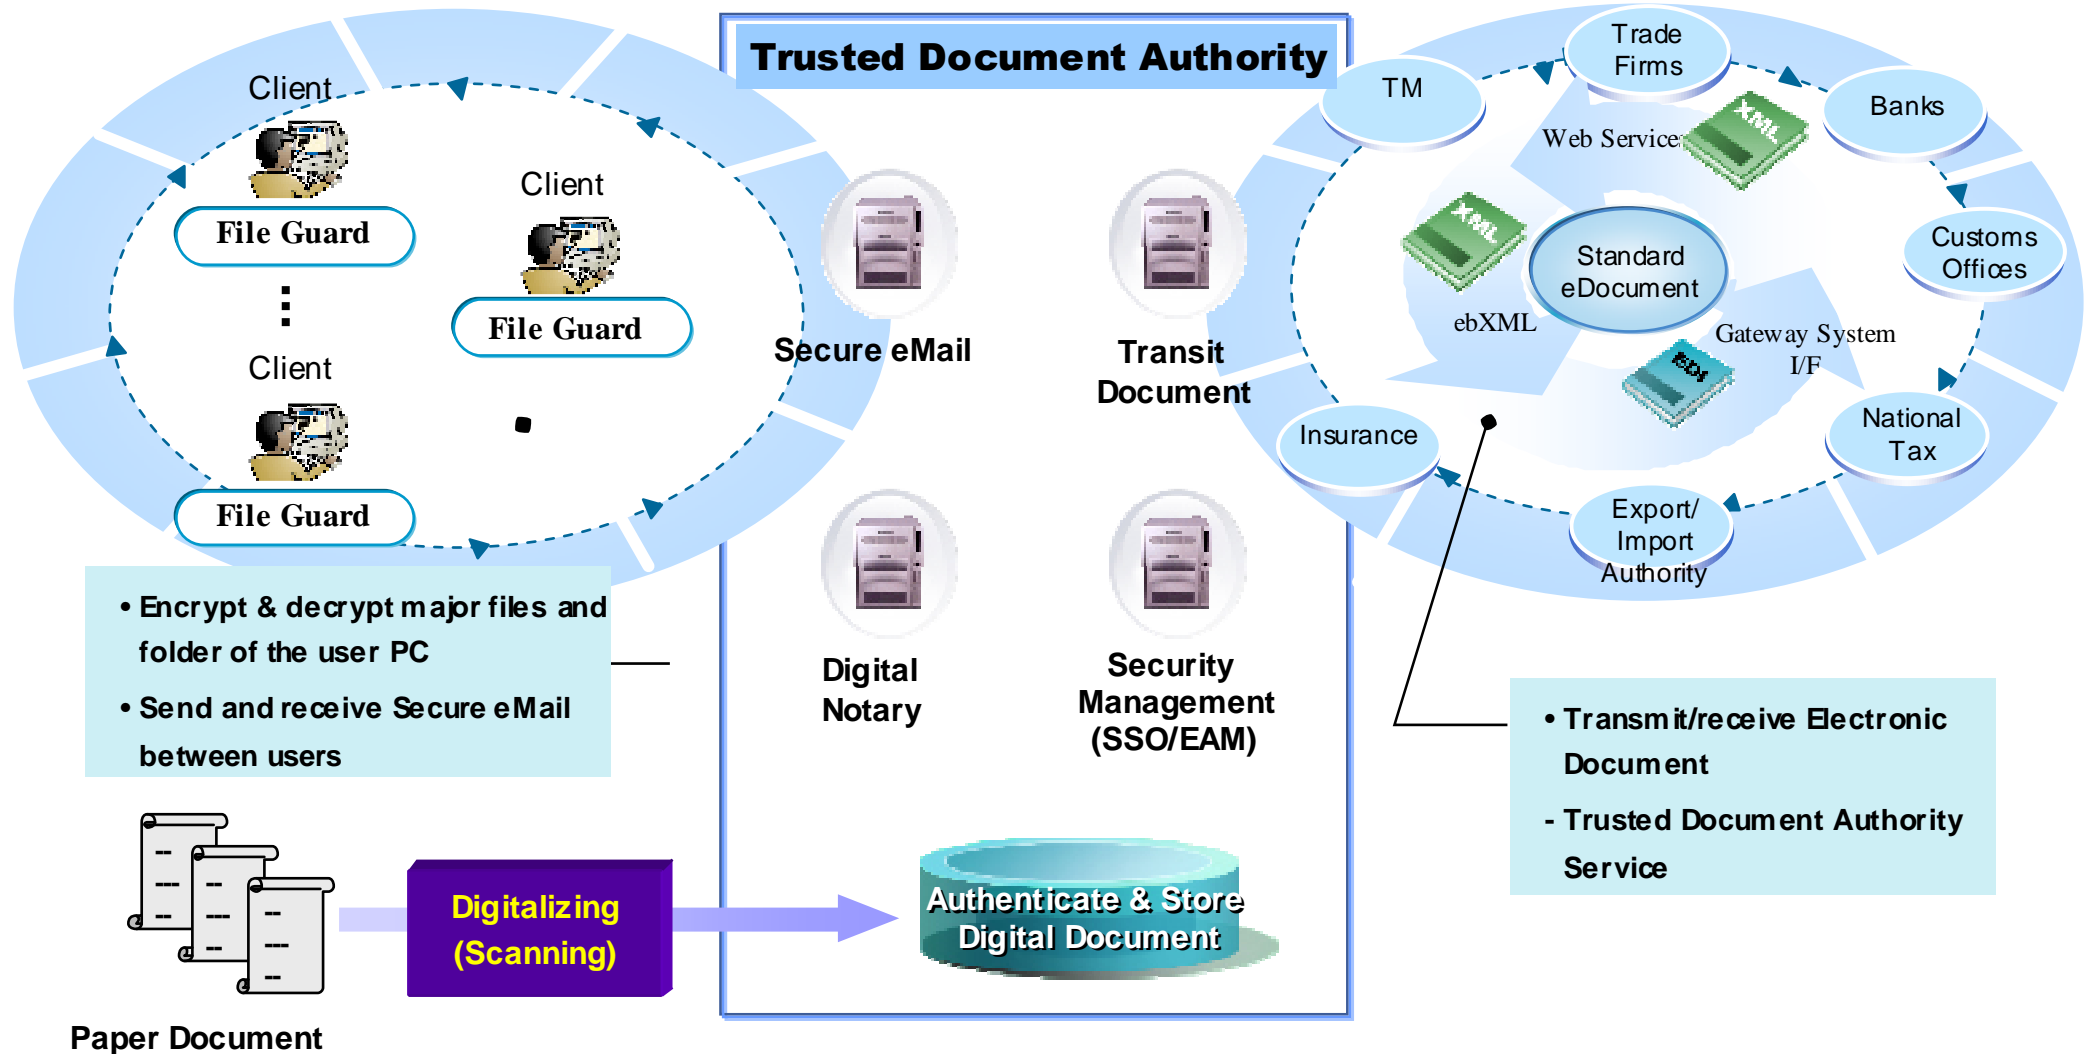 Trusted Document Authority
Client
File Guard
Client
File Guard
Client
File Guard
Secure eMail
Transit
Document
Digital
Notary
Security
Management
(SSO/EAM)
TM
Trade
Firms
Banks
Customs
Offices
National
Tax
Export/
Import
Authority
Insurance
Web Services
XML
XML
Standard
eDocument
ebXML
Gateway System
I/F
EDI
• Encrypt & decrypt major files and
folder of the user PC
• Send and receive Secure eMail
between users
• Transmit/receive Electronic
Document
- Trusted Document Authority
Service
Paper Document
Digitalizing
(Scanning)
Authenticate & Store
Digital Document